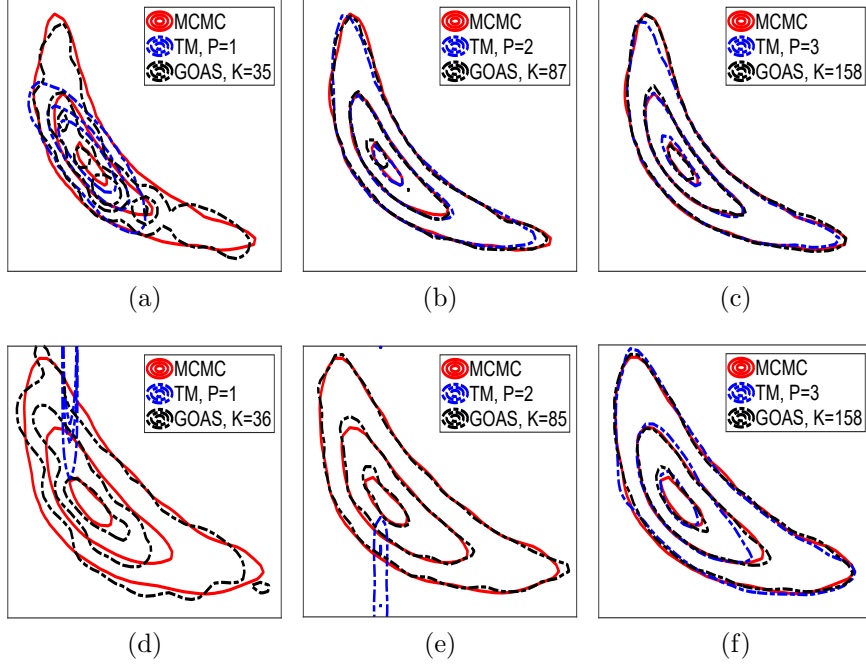 MCMC
TM, P=1
GOAS, K=35
MCMC
TM, P=2
GOAS, K=87
MCMC
TM, P=3
GOAS, K=158
(a)
(b)
(c)
MCMC
TM, P=1
GOAS, K=36
MCMC
TM, P=2
GOAS, K=85
MCMC
TM, P=3
GOAS, K=158
(d)
(e)
(f)